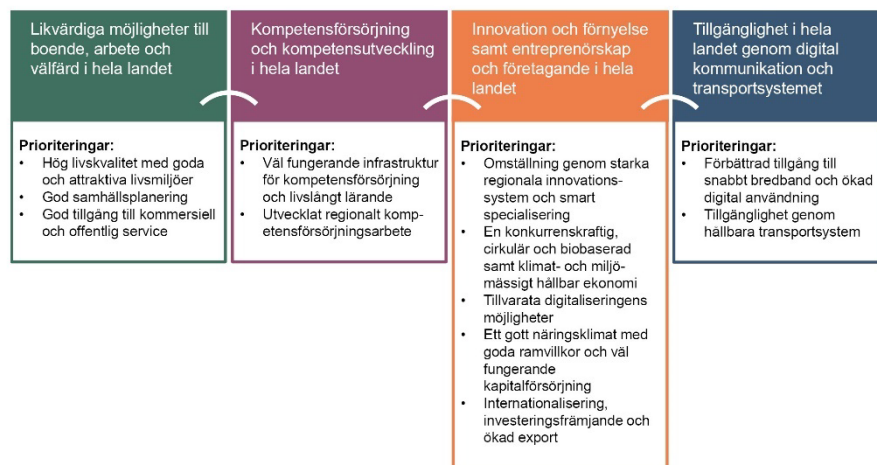 Likvärdiga möjligheter till
boende, arbete och
välfärd i hela landet
Prioriteringar:
• Hög livskvalitet med goda
och attraktiva livsmiljöer
• God samhällsplanering
• God tillgång till kommersiell
och offentlig service
Kompetensförsörjning
och kompetensutveckling
i hela landet
Prioriteringar:
• Väl fungerande infrastruktur
för kompetensförsörjning
och livslångt lärande
• Utvecklat regionalt komp-
etensförsörjningsarbete
Innovation och förnyelse
samt entreprenörskap
och företagande i hela
landet
Prioriteringar:
• Omställning genom starka
regionala innovations-
system och smart
specialisering
• En konkurrenskraftig,
cirkulär och biobaserad
samt klimat- och miljö-
mässigt hållbar ekonomi
• Tillvarata digitaliseringens
möjligheter
• Ett gott näringsklimat med
goda ramvillkor och väl
fungerande
kapitalförsörjning
• Internationalisering,
investeringsfrämjande och
ökad export
Tillgänglighet i hela
landet genom digital
kommunikation och
transportsystemet
Prioriteringar:
• Förbättrad tillgång till
snabbt bredband och ökad
digital användning
• Tillgänglighet genom
hållbara transportsystem